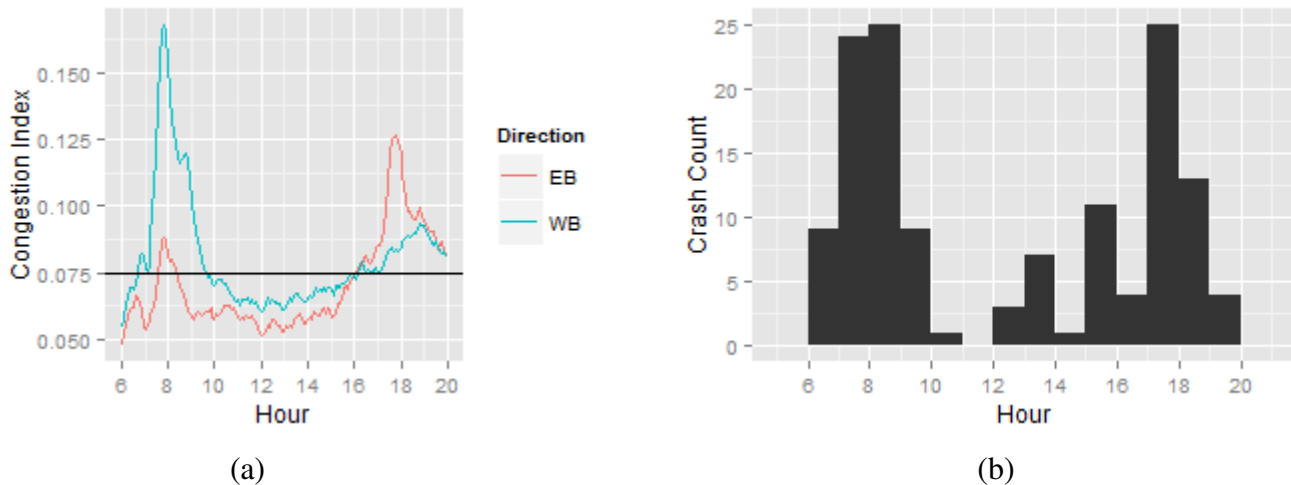 Congestion Index
0.150
0.125
0.100
0.075
0.050
6 8 10 12 14 16 18 20
Hour
Direction
EB
WB
(a)
Crash Count
25
20
15
10
5
0
6 8 10 12 14 16 18 20
Hour
(b)